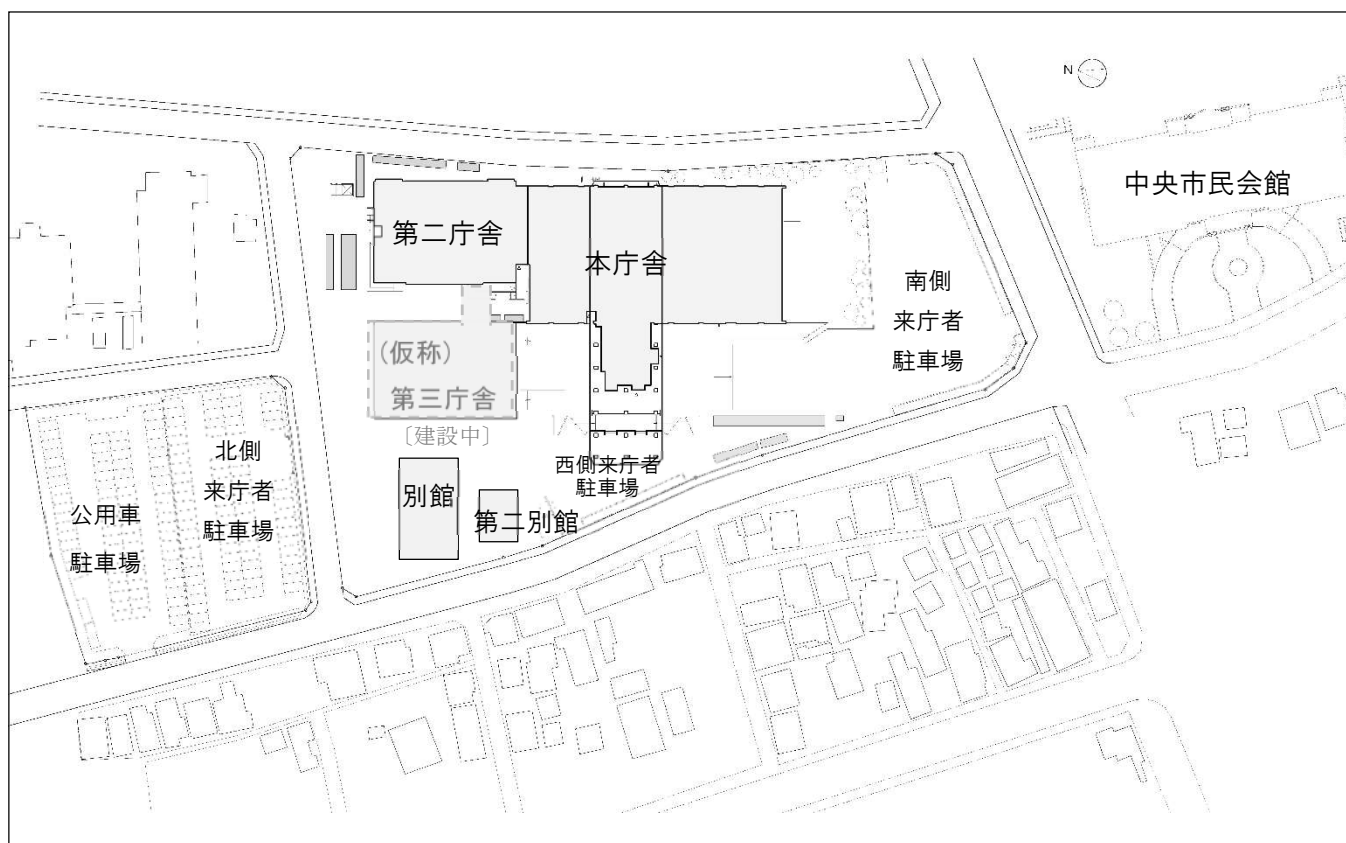 N
中央市民会館
第二庁舎
本庁舎
南側
来庁者
駐車場
(仮称)
第三庁舎
〔建設中〕
北側
来庁者
駐車場
公用車
駐車場
西側来庁者
駐車場
別館
第二別館